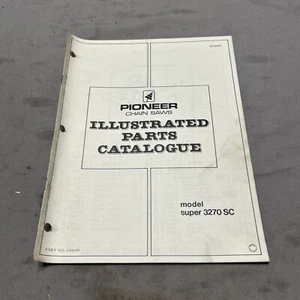 PIONEER
CHAIN SAWS
ILLUSTRATED
PARTS
CATALOGUE
model
super 3270 SC